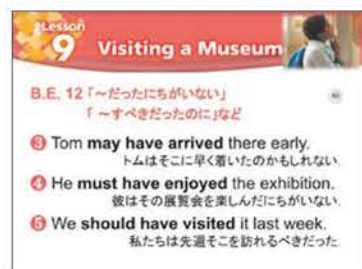 Lesson
9 Visiting a Museum
B.E. 12 「~だったにちがいない」
「~すべきだったのに」など
❸ Tom may have arrived there early.
トムはそこに早く着いたのかもしれない.
❹ He must have enjoyed the exhibition.
彼はその展覧会を楽しんだにちがいない.
❺ We should have visited it last week.
私たちは先週そこを訪れるべきだった.